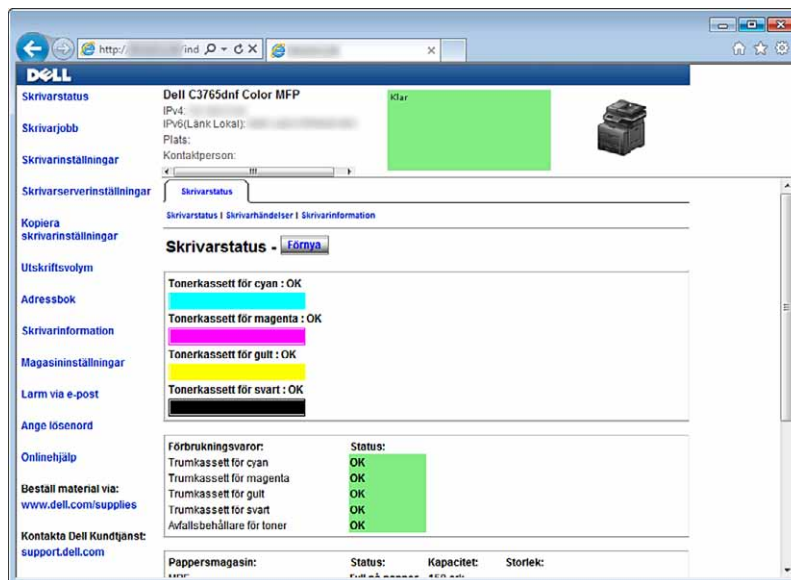 http:// /ind
DELL
Skrivarstatus
Skrivarjobb
Skrivarinställningar
Skrivarserverinställningar
Kopiera
skrivarinställningar
Utskriftsvolym
Adressbok
Skrivarinformation
Magasininställningar
Larm via e-post
Ange lösenord
Onlinehjälp
Beställ material via:
www.dell.com/supplies
Kontakta Dell Kundtjänst:
support.dell.com
Dell C3765dnf Color MFP
IPv4:
IPv6(Länk Lokal):
Plats:
Kontaktperson:
Klar
Skrivarstatus
Skrivarstatus | Skrivarhändelser | Skrivarinformation
Skrivarstatus - Förnya
Tonerkassett för cyan : OK
Tonerkassett för magenta : OK
Tonerkassett för gult : OK
Tonerkassett för svart : OK
Förbrukningsvaror: Status:
Trumkassett för cyan OK
Trumkassett för magenta OK
Trumkassett för gult OK
Trumkassett för svart OK
Avfallsbehållare för toner OK
Pappersmagasin: Status: Kapacitet: Storlek: